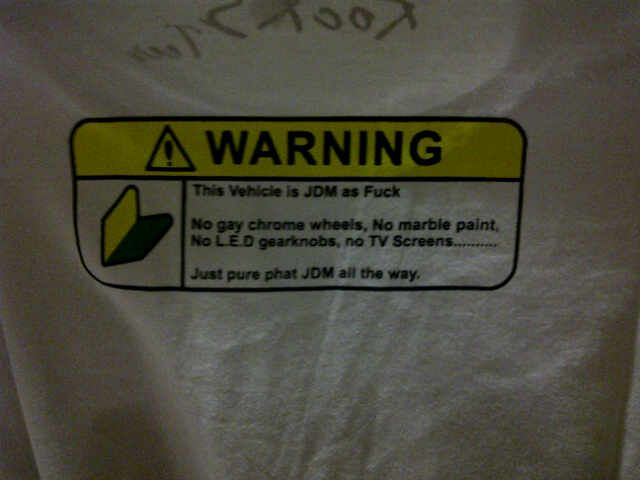 WARNING
This Vehicle is JDM as Fuck
No gay chrome wheels, No marble paint,
No L.E.D gearknobs, no TV Screens..........
Just pure phat JDM all the way.